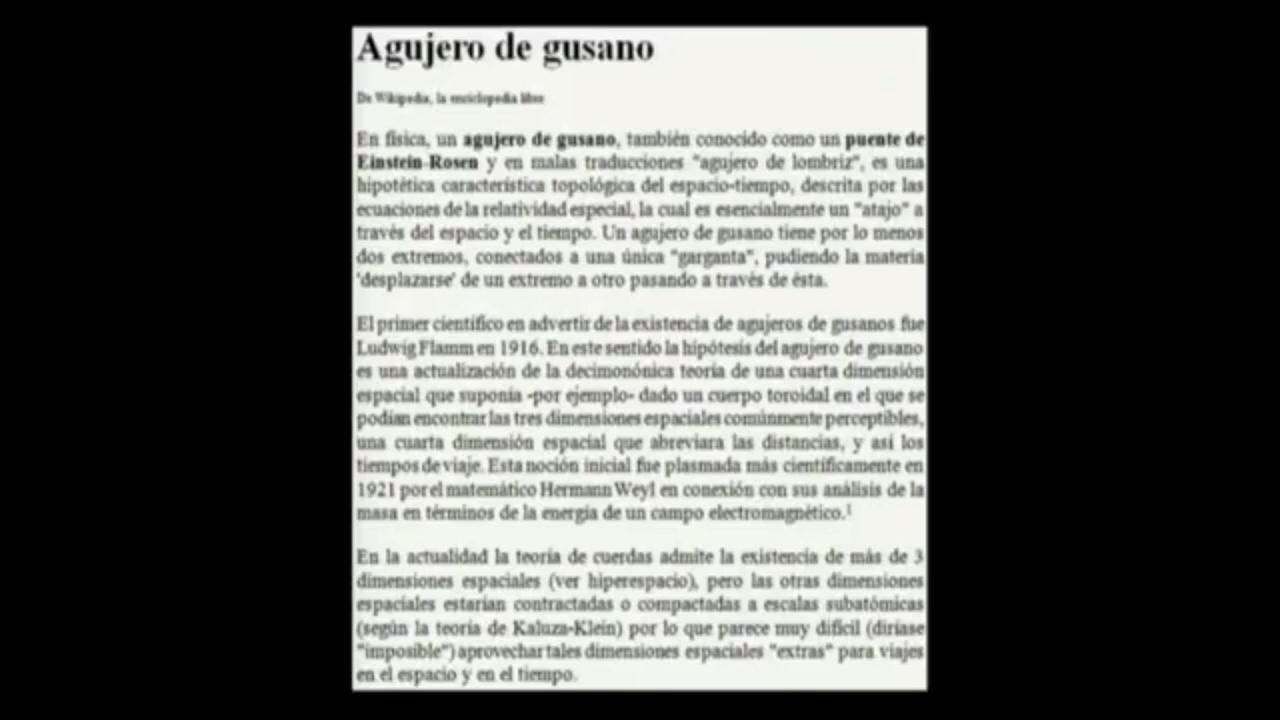 Agujero de gusano
De Wikipedia, la enciclopedia libre
En física, un agujero de gusano, también conocido como un puente de
Einstein-Rosen y en malas traducciones "agujero de lombriz", es una
hipotética característica topológica del espacio-tiempo, descrita por las
ecuaciones de la relatividad especial, la cual es esencialmente un "atajo" a
través del espacio y el tiempo. Un agujero de gusano tiene por lo menos
dos extremos, conectados a una única "garganta", pudiendo la materia
'desplazarse' de un extremo a otro pasando a través de ésta.
El primer científico en advertir de la existencia de agujeros de gusanos fue
Ludwig Flamm en 1916. En este sentido la hipótesis del agujero de gusano
es una actualización de la decimonónica teoría de una cuarta dimensión
espacial que suponía -por ejemplo- dado un cuerpo toroidal en el que se
podían encontrar las tres dimensiones espaciales comúnmente perceptibles,
una cuarta dimensión espacial que abreviara las distancias, y así los
tiempos de viaje. Esta noción inicial fue plasmada más científicamente en
1921 por el matemático Hermann Weyl en conexión con sus análisis de la
masa en términos de la energía de un campo electromagnético.¹
En la actualidad la teoría de cuerdas admite la existencia de más de 3
dimensiones espaciales (ver hiperespacio), pero las otras dimensiones
espaciales estarían contractadas o compactadas a escalas subatómicas
(según la teoría de Kaluza-Klein) por lo que parece muy difícil (diríase
"imposible") aprovechar tales dimensiones espaciales "extras" para viajes
en el espacio y en el tiempo.